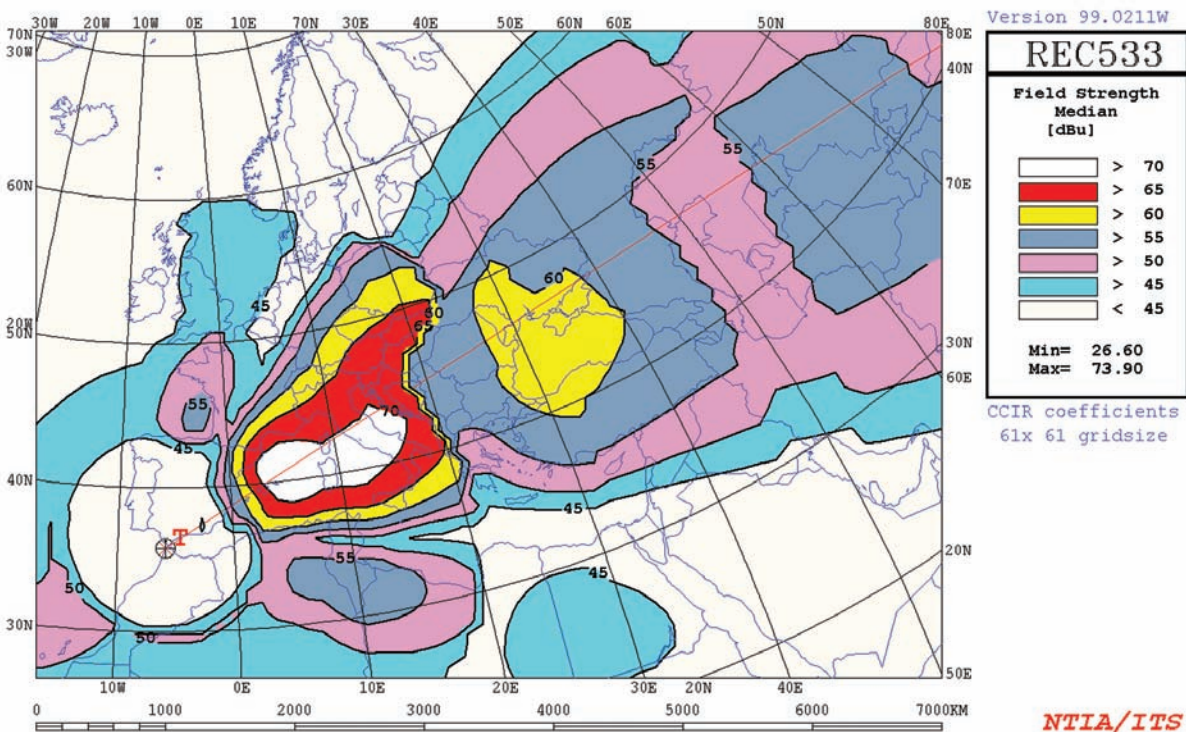 30W 20W 10W 0E 10E 70N 30E 40E 50E 60N 60E 50N 80E
Version 99.0211W
70N
30W
80E
40N
REC533
Field Strength
Median
[dBu]
> 70
> 65
> 60
> 55
> 50
> 45
< 45
Min= 26.60
Max= 73.90
CCIR coefficients
61x 61 gridsize
55
55
60N
70E
60
45
60
65
50N
30N
60E
55
70
45
40N
45
T
20N
55
45
50
50
30N
50E
10W 0E 10E 20E 30E 20N 40E
0 1000 2000 3000 4000 5000 6000 7000KM
NTIA/ITS